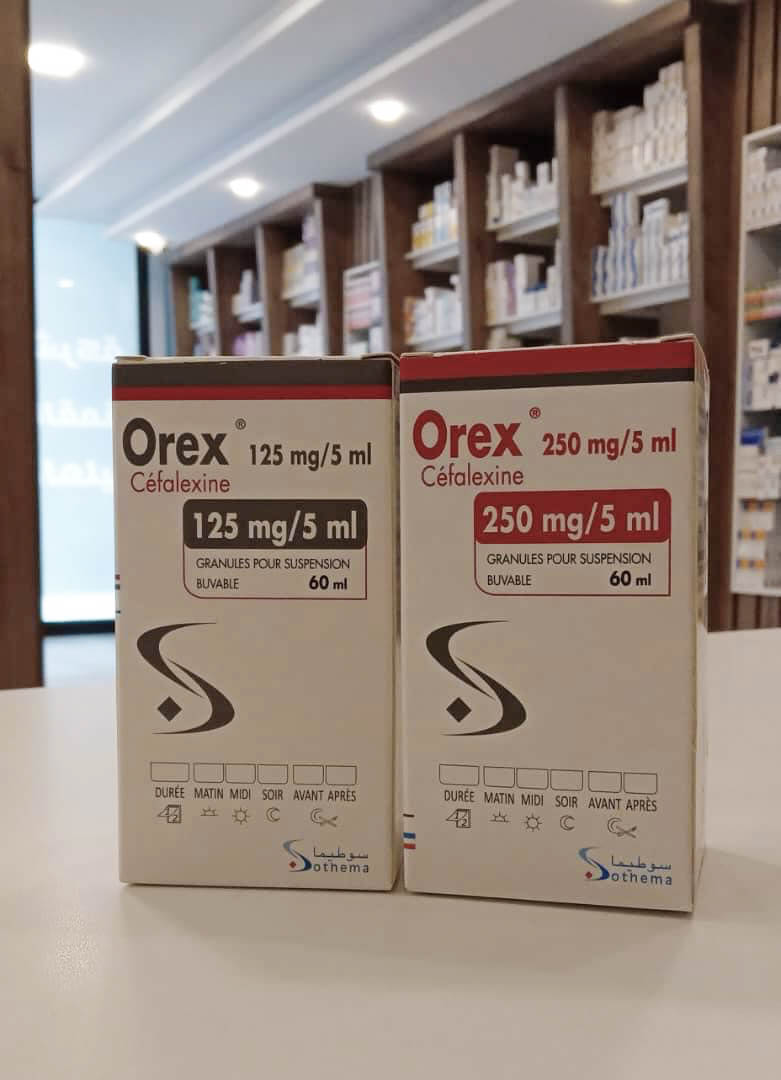 Orex® 125 mg/5 ml
Céfalexine
125 mg/5 ml
GRANULES POUR SUSPENSION
BUVABLE 60 ml
DURÉE MATIN MIDI SOIR AVANT APRÈS
سوطيما
Sothema
Orex® 250 mg/5 ml
Céfalexine
250 mg/5 ml
GRANULES POUR SUSPENSION
BUVABLE 60 ml
DURÉE MATIN MIDI SOIR AVANT APRÈS
سوطيما
Sothema